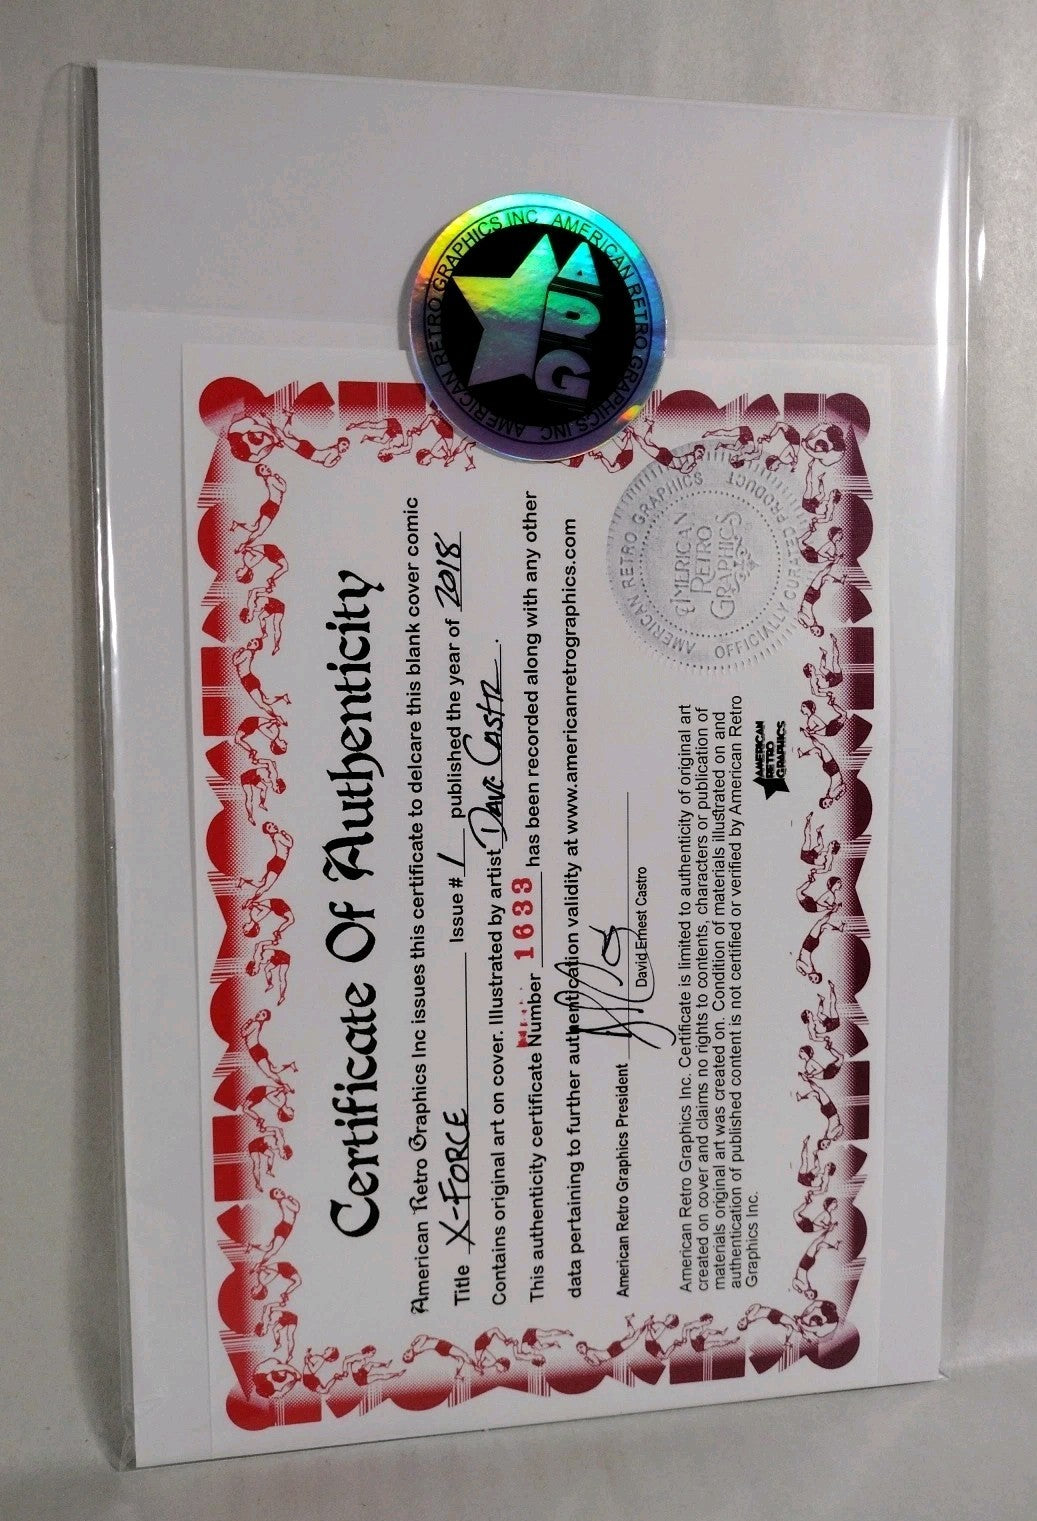 Certificate Of Authenticity
American Retro Graphics Inc issues this certificate to delcare this blank cover comic
Title X-FORCE Issue # 1 published the year of 2018
Contains original art on cover. Illustrated by artist Dave Castr.
This authenticity certificate Number 1633 has been recorded along with any other
data pertaining to further authentication validity at www.americanretrographics.com
American Retro Graphics President
David Ernest Castro
American Retro Graphics Inc. Certificate is limited to authenticity of original art
created on cover and claims no rights to contents, characters or publication of
materials original art was created on. Condition of materials illustrated on and
authentication of published content is not certified or verified by American Retro
Graphics Inc.
AMERICAN
RETRO
GRAPHICS
AMERICAN RETRO GRAPHICS
OFFICIALLY CURATED PRODUCT
AMERICAN
RETRO
GRAPHICS
AMERICAN RETRO GRAPHICS INC
AMERICAN RETRO GRAPHICS INC